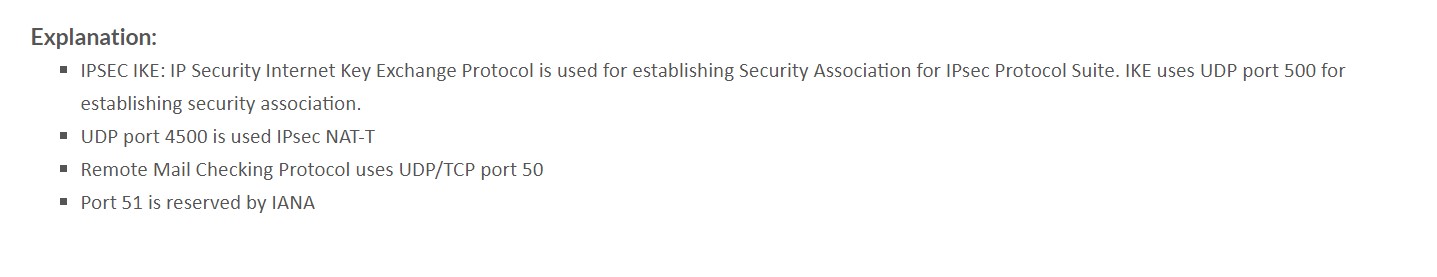 Explanation:
▪ IPSEC IKE: IP Security Internet Key Exchange Protocol is used for establishing Security Association for IPsec Protocol Suite. IKE uses UDP port 500 for
establishing security association.
▪ UDP port 4500 is used IPsec NAT-T
▪ Remote Mail Checking Protocol uses UDP/TCP port 50
▪ Port 51 is reserved by IANA